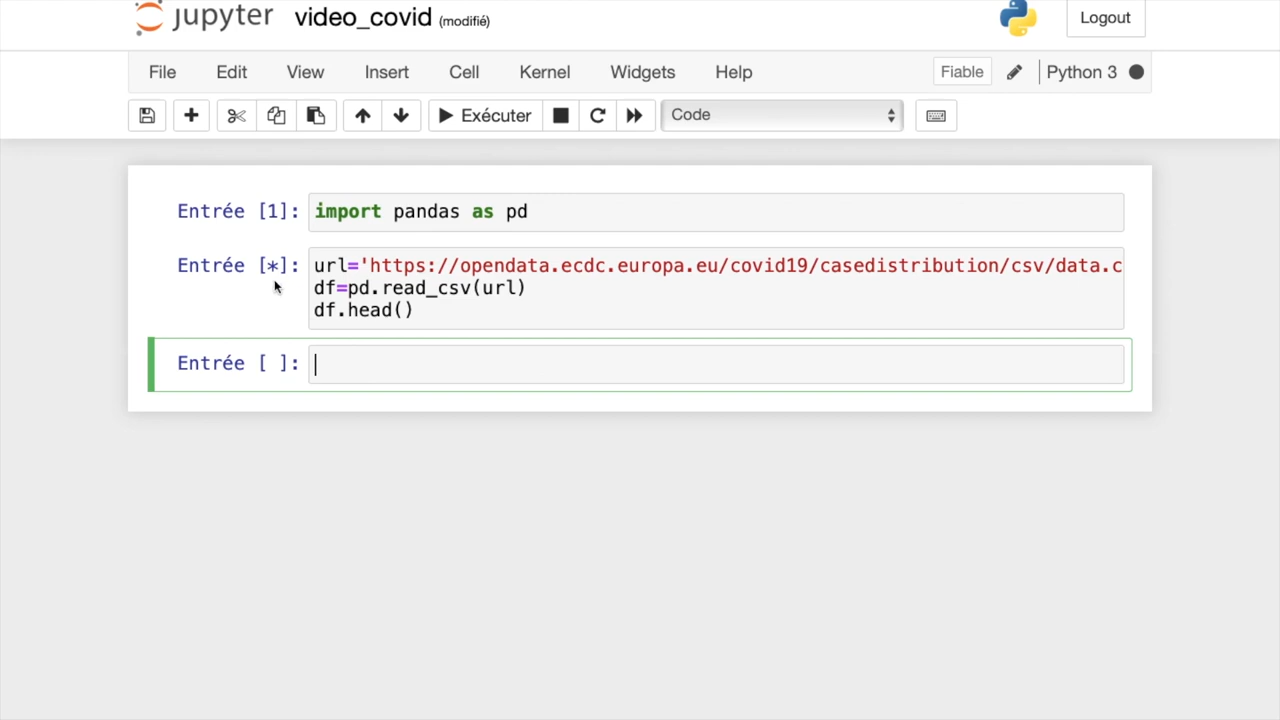 jupyter video_covid (modifié) Logout
File Edit View Insert Cell Kernel Widgets Help Fiable Python 3
Exécuter Code
Entrée [1]: import pandas as pd
Entrée [*]: url='https://opendata.ecdc.europa.eu/covid19/casedistribution/csv/data.c
df=pd.read_csv(url)
df.head()
Entrée [ ]: